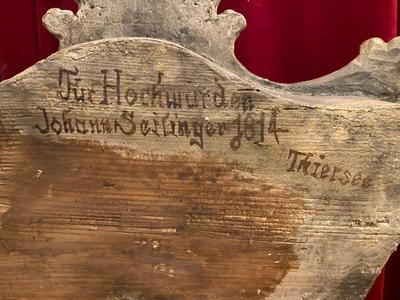 Für Hochwürden
Johann Seilinger 1814
Thiersee